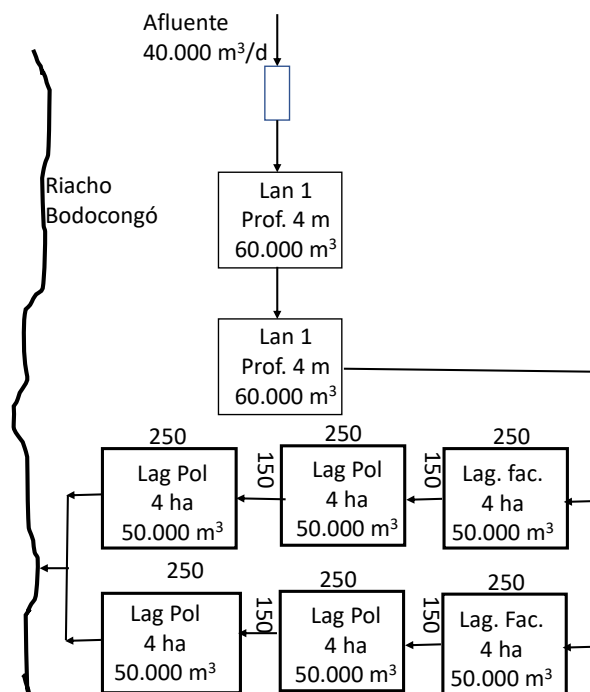 Afluente
40.000 m³/d
Riacho
Bodocongó
Lan 1
Prof. 4 m
60.000 m³
Lan 1
Prof. 4 m
60.000 m³
250
250
250
150
150
Lag Pol
4 ha
50.000 m³
Lag Pol
4 ha
50.000 m³
Lag. fac.
4 ha
50.000 m³
250
250
250
150
150
Lag Pol
4 ha
50.000 m³
Lag Pol
4 ha
50.000 m³
Lag. Fac.
4 ha
50.000 m³